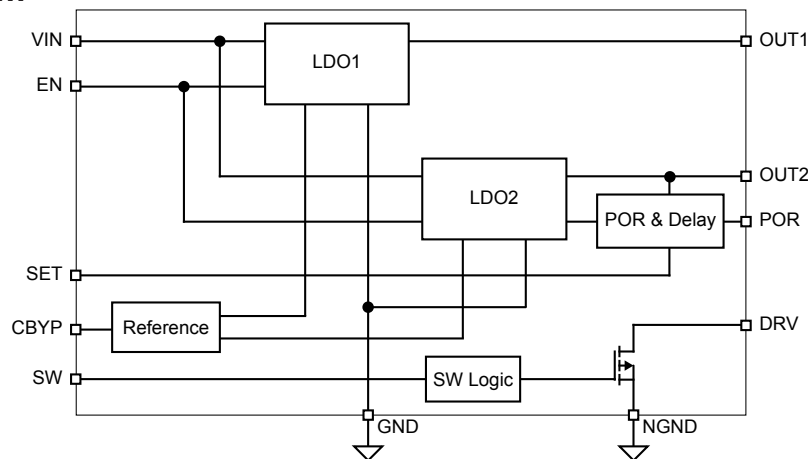 VIN
OUT1
LDO1
EN
OUT2
LDO2
POR & Delay
POR
SET
CBYP
Reference
DRV
SW
SW Logic
GND
NGND